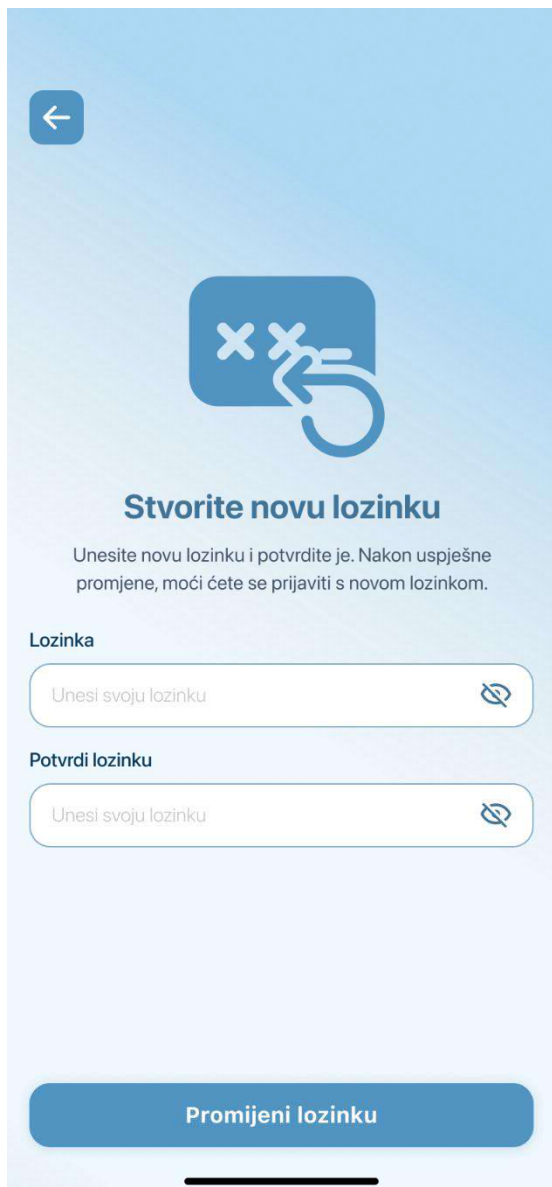 Stvorite novu lozinku
Unesite novu lozinku i potvrdite je. Nakon uspješne
promjene, moći ćete se prijaviti s novom lozinkom.
Lozinka
Unesi svoju lozinku
Potvrdi lozinku
Unesi svoju lozinku
Promijeni lozinku